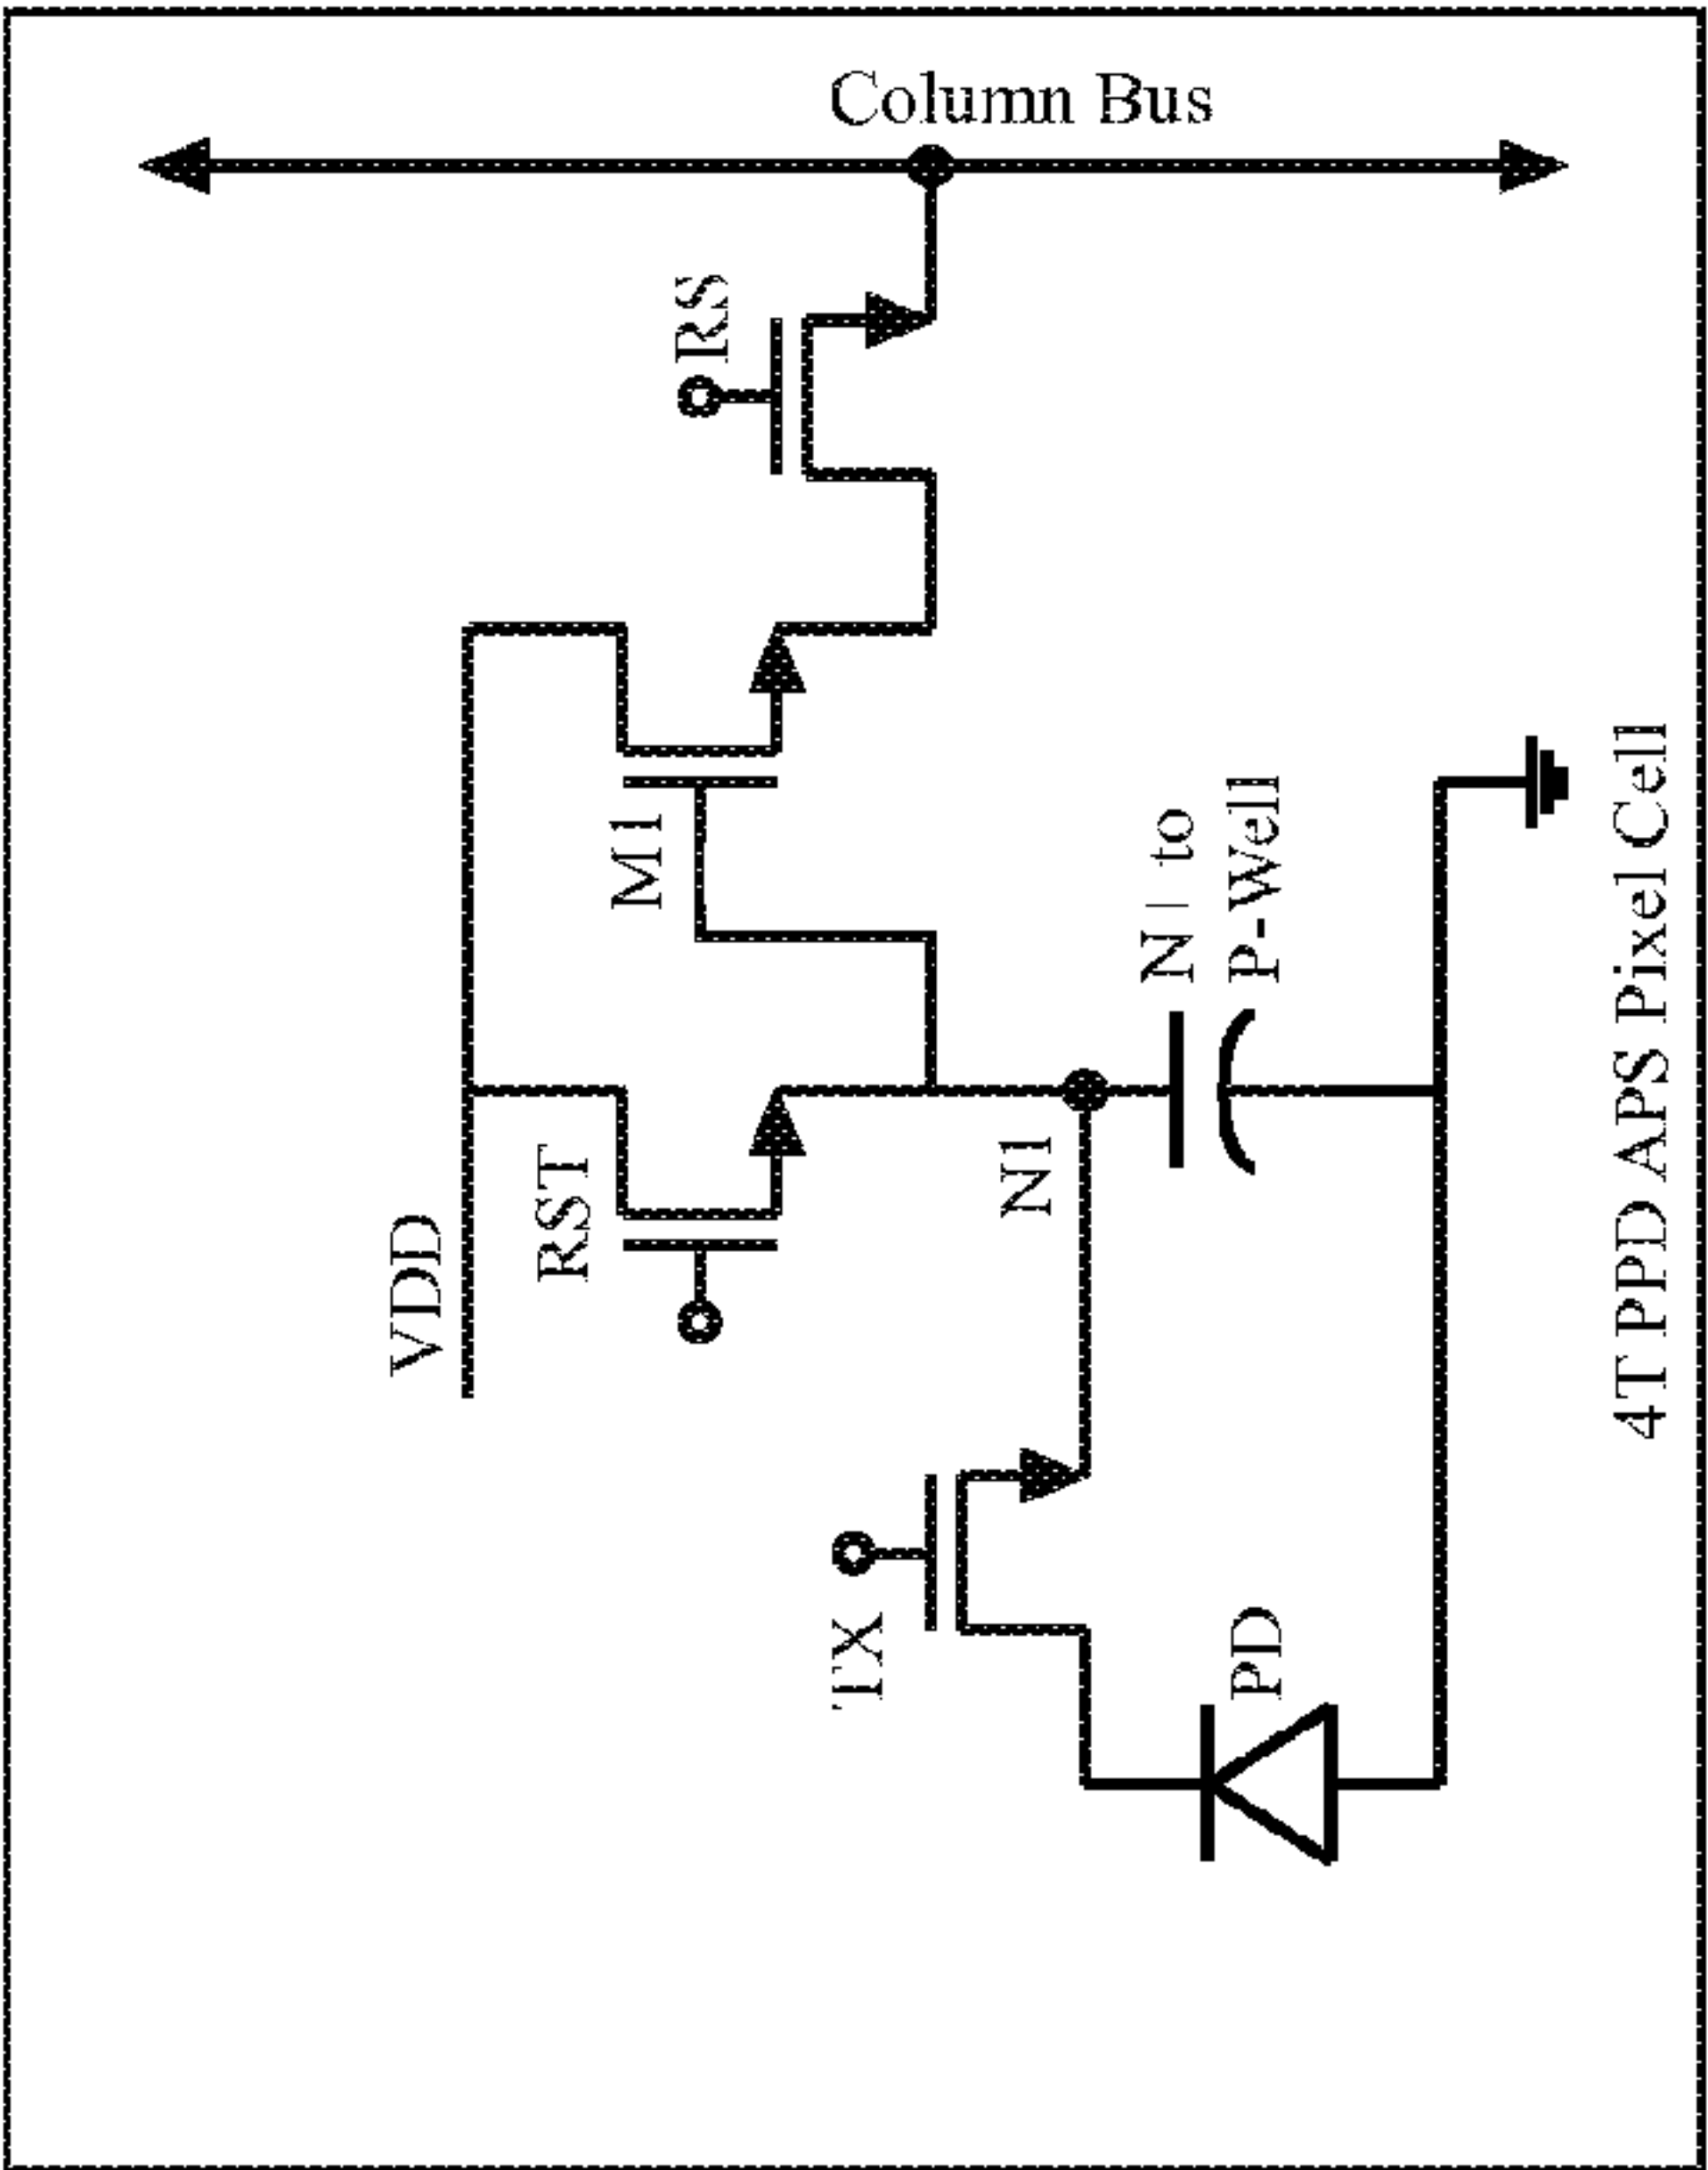 VDD
RST
M1
RS
Column Bus
TX
N1
N+ to
P-Well
PD
4T PPD APS Pixel Cell